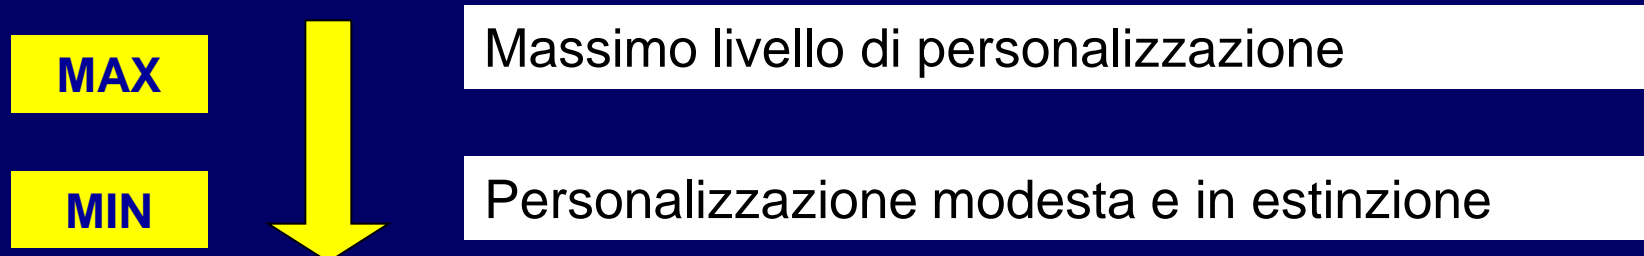 MAX
Massimo livello di personalizzazione
MIN
Personalizzazione modesta e in estinzione